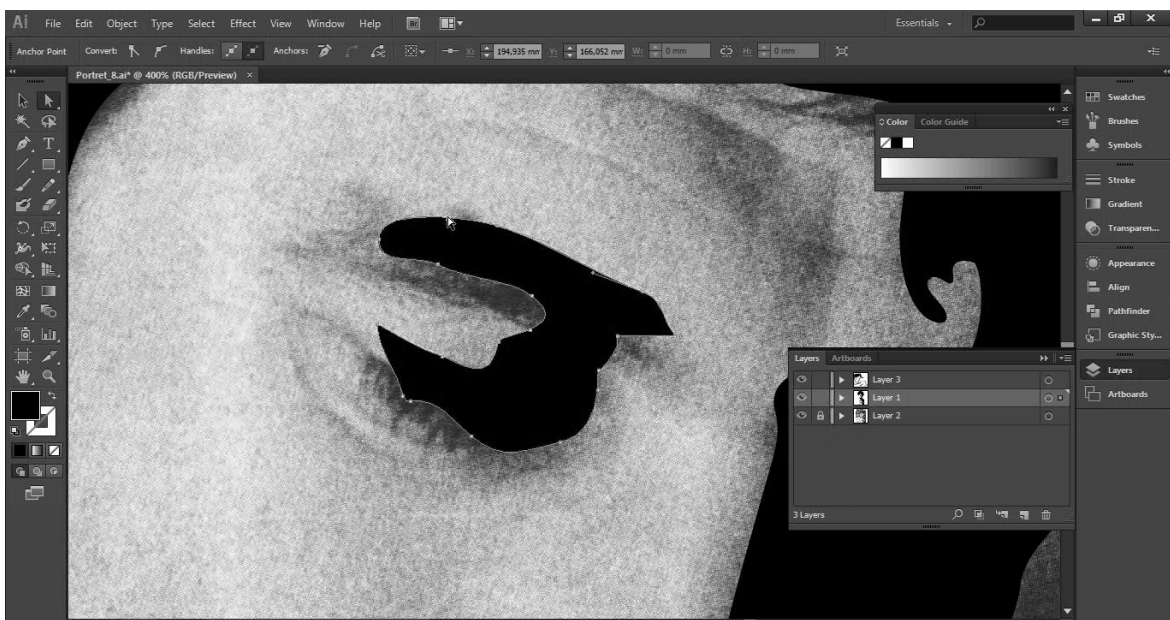 Ai File Edit Object Type Select Effect View Window Help Br Essentials
Anchor Point Convert: Handles: Anchors: X: 194,935 mm Y: 166,052 mm W: 0 mm H: 0 mm
Portret_8.ai* @ 400% (RGB/Preview) ×
Color Color Guide
Swatches
Brushes
Symbols
Stroke
Gradient
Transparen...
Appearance
Align
Pathfinder
Graphic Sty...
Layers
Artboards
Layers Artboards
Layer 3
Layer 1
Layer 2
3 Layers